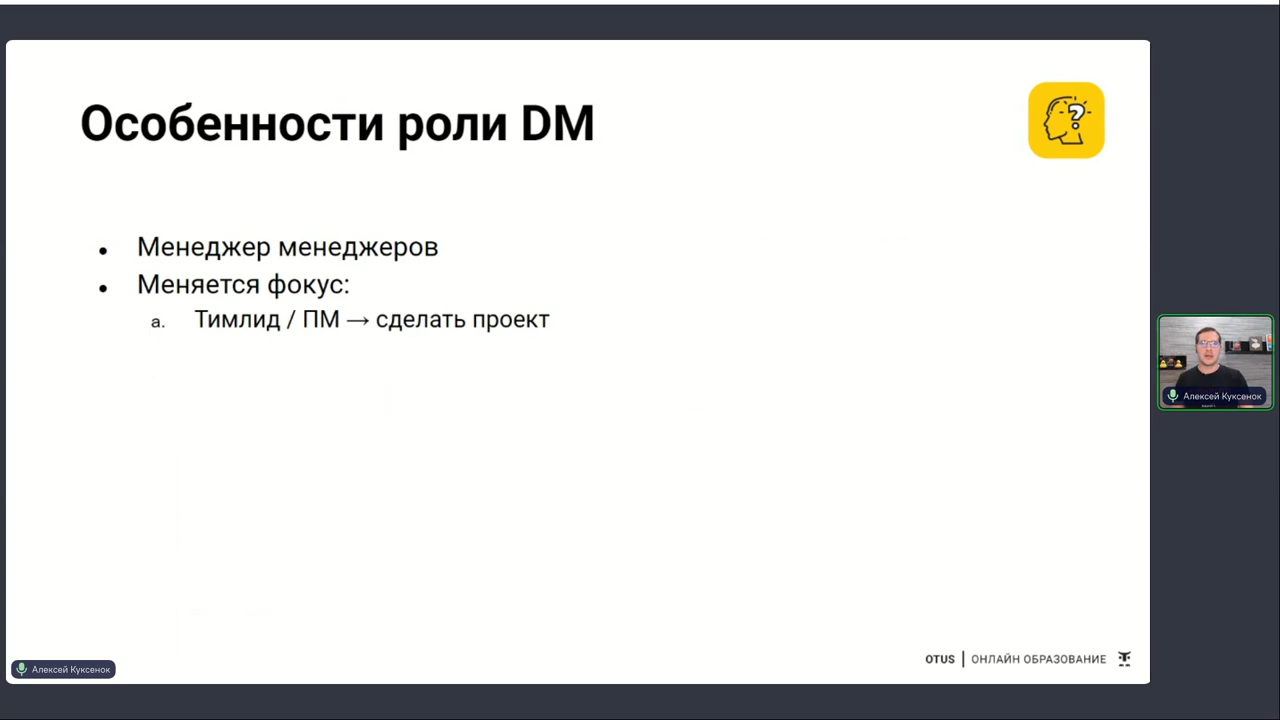 Особенности роли DM
• Менеджер менеджеров
• Меняется фокус:
a. Тимлид / ПМ → сделать проект
Алексей Куксенок
Алексей Куксенок
OTUS | ОНЛАЙН ОБРАЗОВАНИЕ